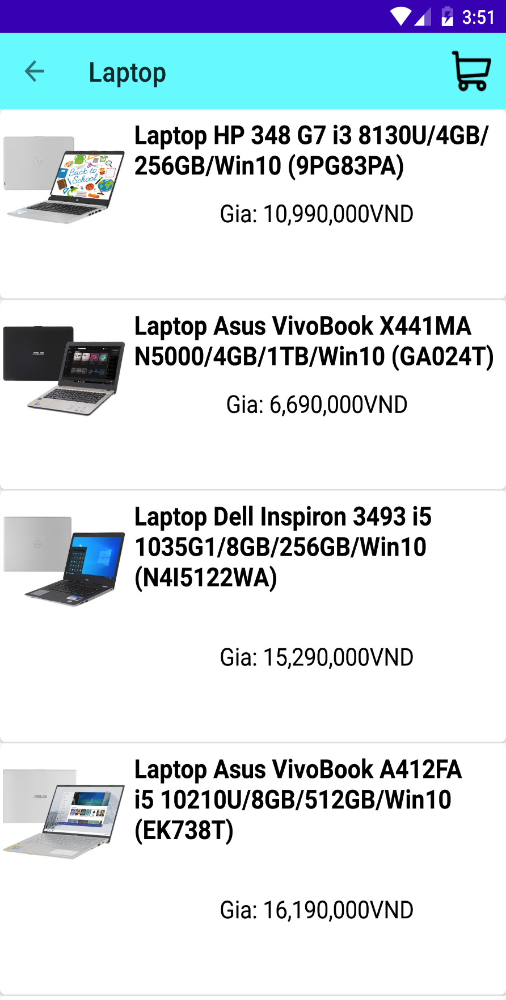 3:51
Laptop
Laptop HP 348 G7 i3 8130U/4GB/
256GB/Win10 (9PG83PA)
Back to
School
hp
Gia: 10,990,000VND
Laptop Asus VivoBook X441MA
N5000/4GB/1TB/Win10 (GA024T)
ASUS
Gia: 6,690,000VND
Laptop Dell Inspiron 3493 i5
1035G1/8GB/256GB/Win10
(N4I5122WA)
Gia: 15,290,000VND
Laptop Asus VivoBook A412FA
i5 10210U/8GB/512GB/Win10
(EK738T)
ASUS
Gia: 16,190,000VND